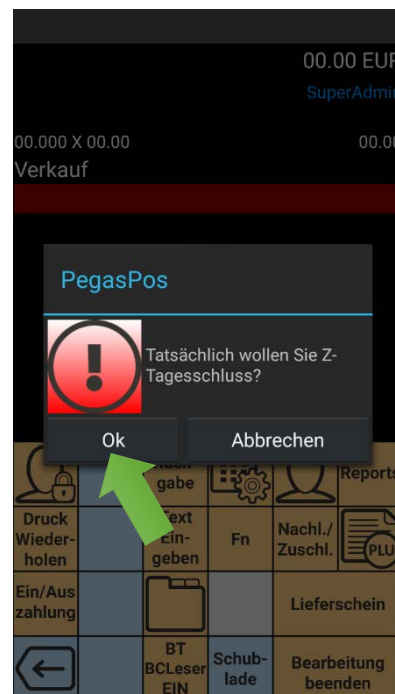 00.00 EUR
SuperAdmin
00.000 X 00.00
00.00
Verkauf
PegasPos
Tatsächlich wollen Sie Z-
Tagesschluss?
Ok
Abbrechen
gabe
Reports
Druck
Wieder-
holen
Text
Ein-
geben
Fn
Nachl./
Zuschl.
PLU
Ein/Aus
zahlung
Lieferschein
BT
BCLeser
EIN
Schub-
lade
Bearbeitung
beenden